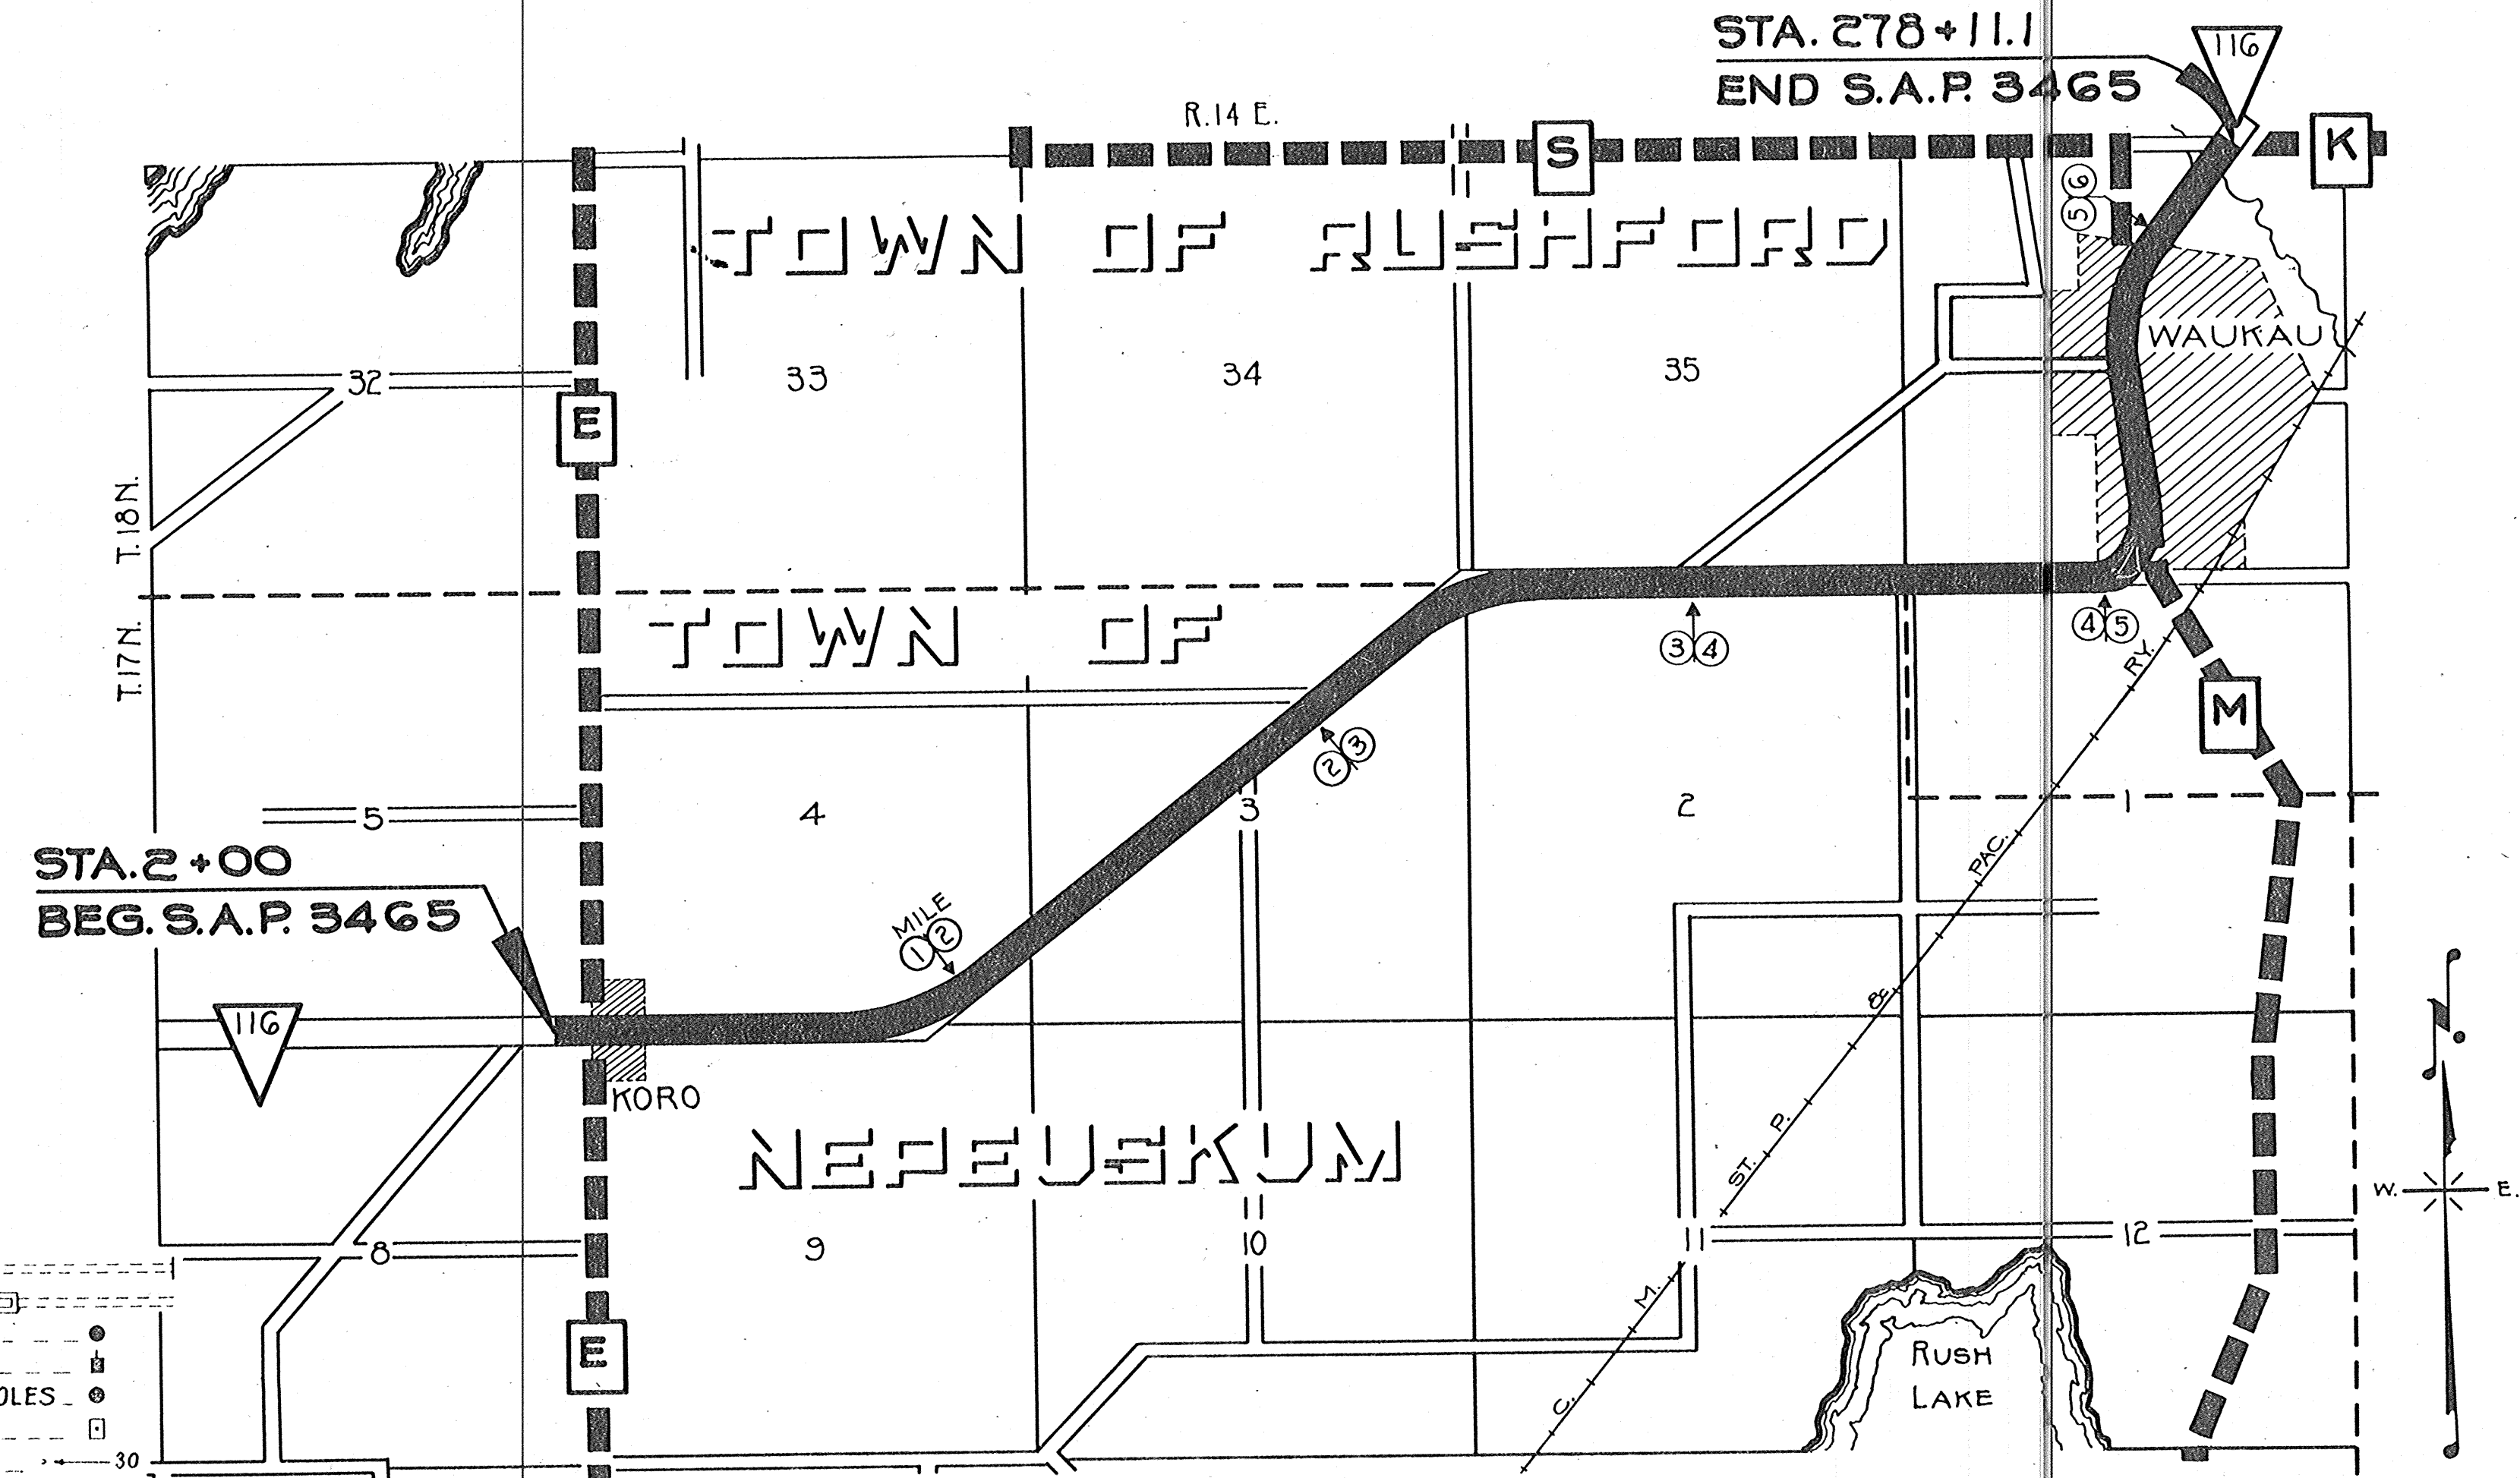 STA. 278+11.1
END S.A.P. 3465
116
R.14 E.
S
K
TOWN OF RUSHFORD
5 6
WAUKAU
32
33
34
35
E
T.18N.
T.17N.
TOWN OF
3 4
4 5
2 3
M
5
4
3
2
1
STA. 2+00
BEG. S.A.P. 3465
MILE
1 2
116
KORO
NEPEUSKUM
C. M. ST. P. & PAC. RY.
N.
W. E.
8
9
10
11
12
E
RUSH
LAKE
OLES
30